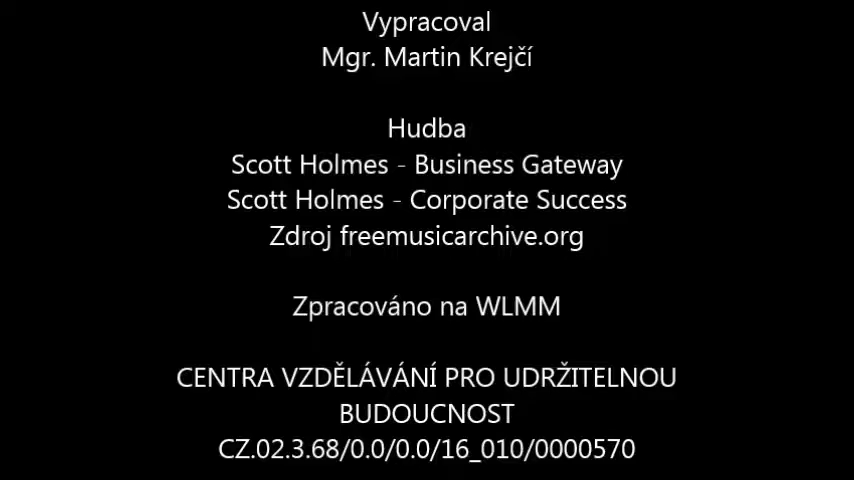 Vypracoval
Mgr. Martin Krejčí
Hudba
Scott Holmes - Business Gateway
Scott Holmes - Corporate Success
Zdroj freemusicarchive.org
Zpracováno na WLMM
CENTRA VZDĚLÁVÁNÍ PRO UDRŽITELNOU
BUDOUCNOST
CZ.02.3.68/0.0/0.0/16_010/0000570